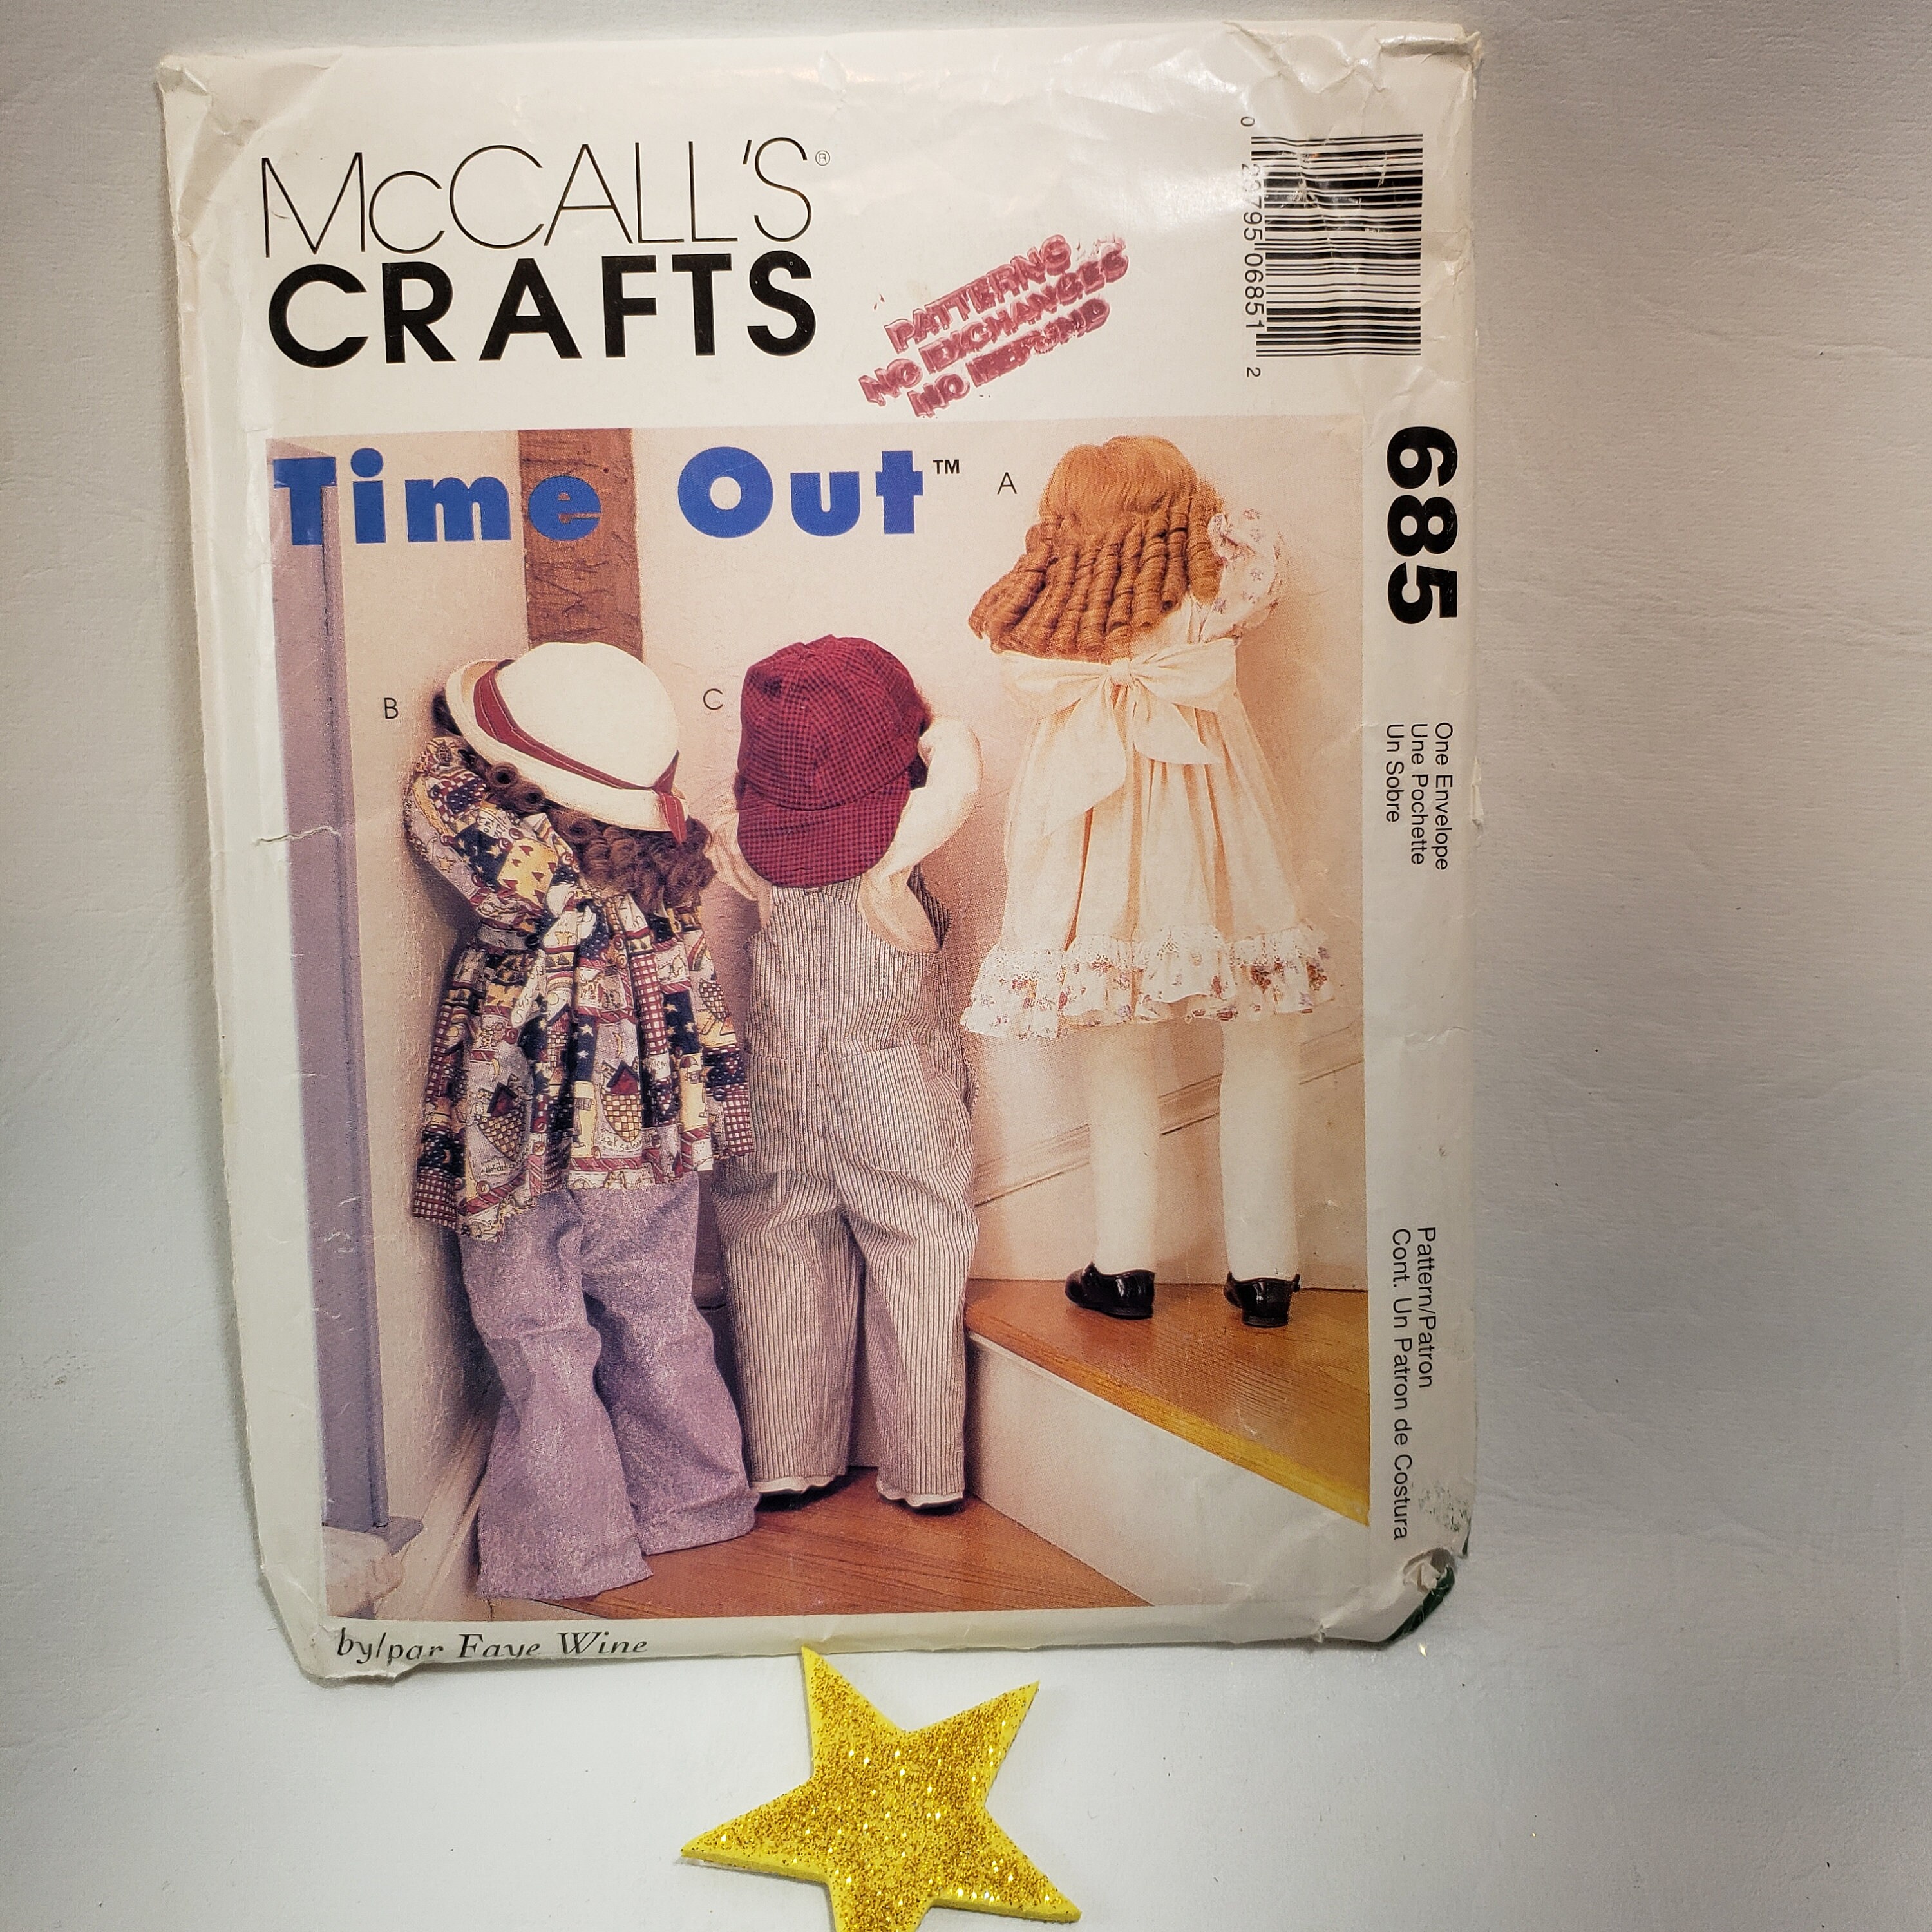 McCALL'S®
CRAFTS
PATTERNS
NO EXCHANGES
NO REFUND
0 23795 06851 2
Time Out™
A
B
C
685
One Envelope
Une Pochette
Un Sobre
Pattern/Patron
Cont. Un Patron de Costura
by/par Faye Wine